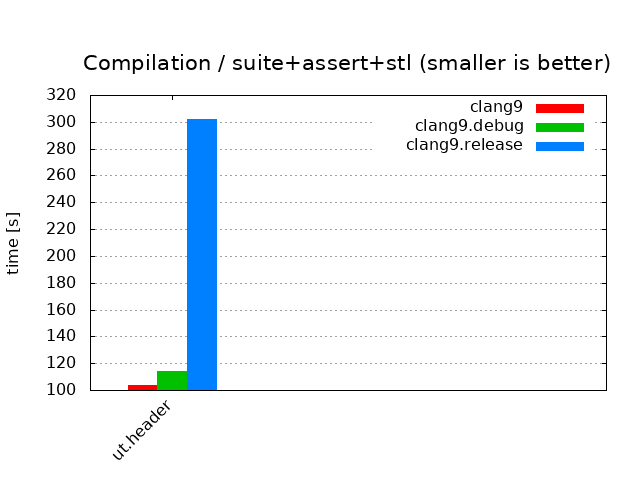 Compilation / suite+assert+stl (smaller is better)
320
300
280
260
240
220
200
180
160
140
120
100
time [s]
clang9
clang9.debug
clang9.release
ut.header